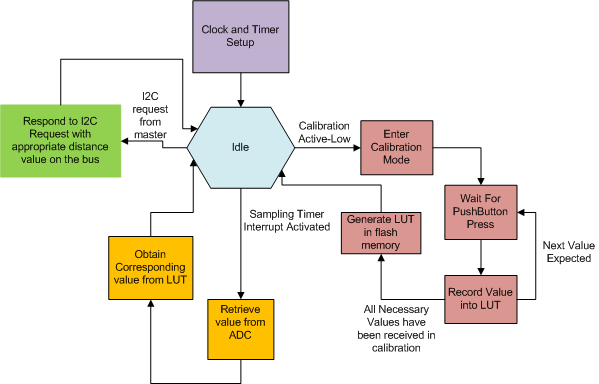 Clock and Timer
Setup
I2C
request
from
master
Respond to I2C
Request with
appropriate distance
value on the bus
Idle
Calibration
Active-Low
Enter
Calibration
Mode
Wait For
PushButton
Press
Sampling Timer
Interrupt Activated
Generate LUT
in flash
memory
Next Value
Expected
Obtain
Corresponding
value from LUT
Record Value
into LUT
Retrieve
value from
ADC
All Necessary
Values have
been received in
calibration